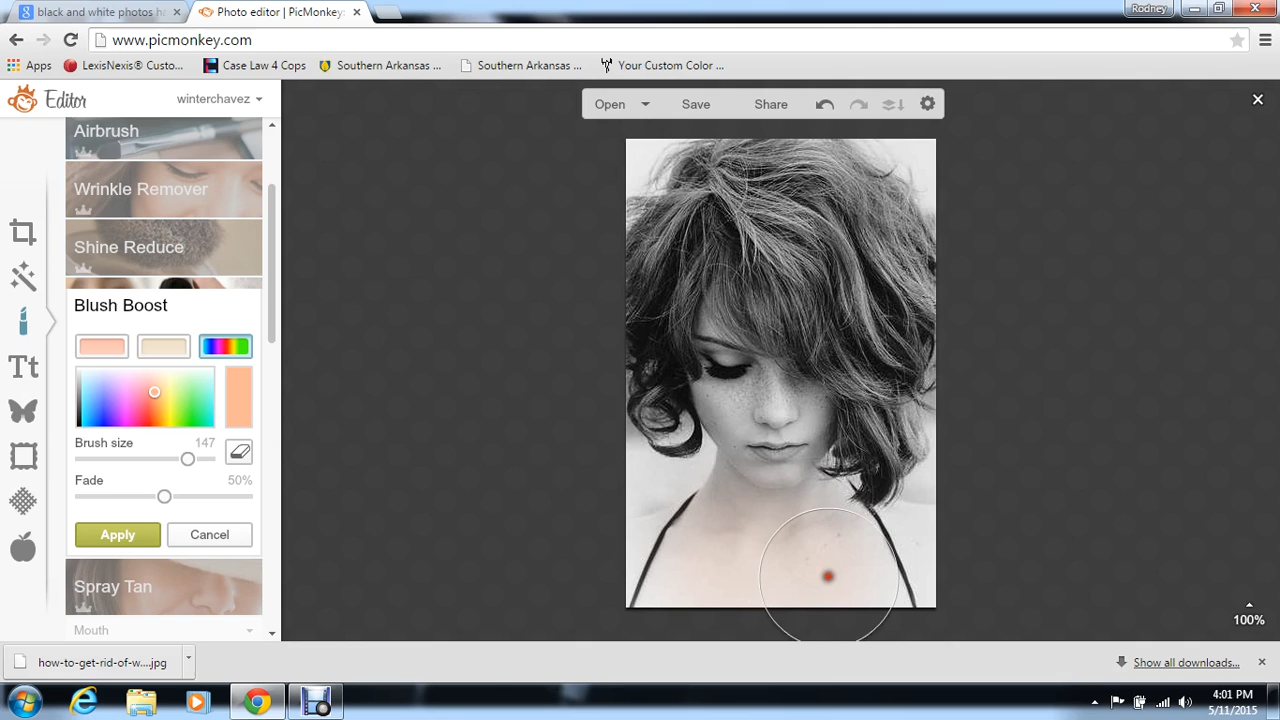 black and white photos ha
Photo editor | PicMonkey:
Rodney
www.picmonkey.com
Apps
LexisNexis® Custo...
Case Law 4 Cops
Southern Arkansas ...
Southern Arkansas ...
Your Custom Color ...
Editor
winterchavez
Open
Save
Share
Airbrush
Wrinkle Remover
Shine Reduce
Blush Boost
Brush size 147
Fade 50%
Apply
Cancel
Spray Tan
Mouth
Tt
100%
how-to-get-rid-of-w....jpg
Show all downloads...
4:01 PM
5/11/2015